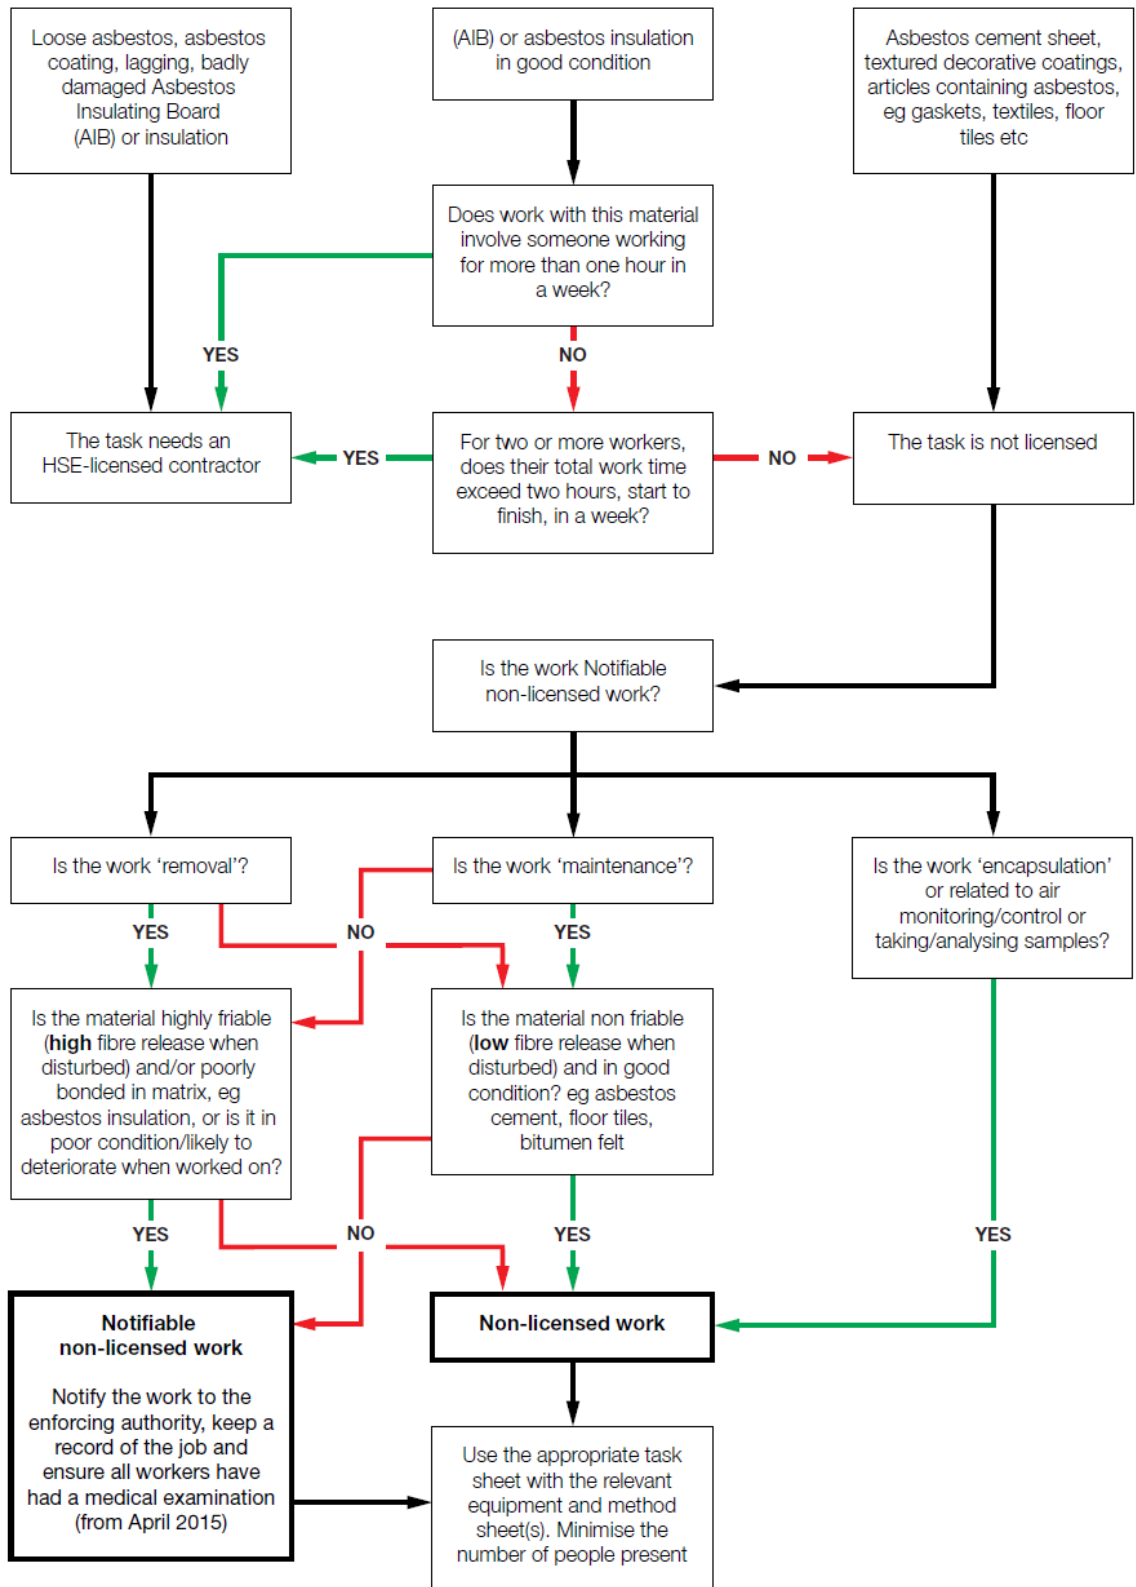 Loose asbestos, asbestos
coating, lagging, badly
damaged Asbestos
Insulating Board
(AIB) or insulation
(AIB) or asbestos insulation
in good condition
Asbestos cement sheet,
textured decorative coatings,
articles containing asbestos,
eg gaskets, textiles, floor
tiles etc
Does work with this material
involve someone working
for more than one hour in
a week?
YES
NO
The task needs an
HSE-licensed contractor
YES
For two or more workers,
does their total work time
exceed two hours, start to
finish, in a week?
NO
The task is not licensed
Is the work Notifiable
non-licensed work?
Is the work ‘removal’?
Is the work ‘maintenance’?
Is the work ‘encapsulation’
or related to air
monitoring/control or
taking/analysing samples?
YES
NO
YES
Is the material highly friable
(high fibre release when
disturbed) and/or poorly
bonded in matrix, eg
asbestos insulation, or is it in
poor condition/likely to
deteriorate when worked on?
Is the material non friable
(low fibre release when
disturbed) and in good
condition? eg asbestos
cement, floor tiles,
bitumen felt
YES
NO
YES
YES
Notifiable
non-licensed work
Notify the work to the
enforcing authority, keep a
record of the job and
ensure all workers have
had a medical examination
(from April 2015)
Non-licensed work
Use the appropriate task
sheet with the relevant
equipment and method
sheet(s). Minimise the
number of people present